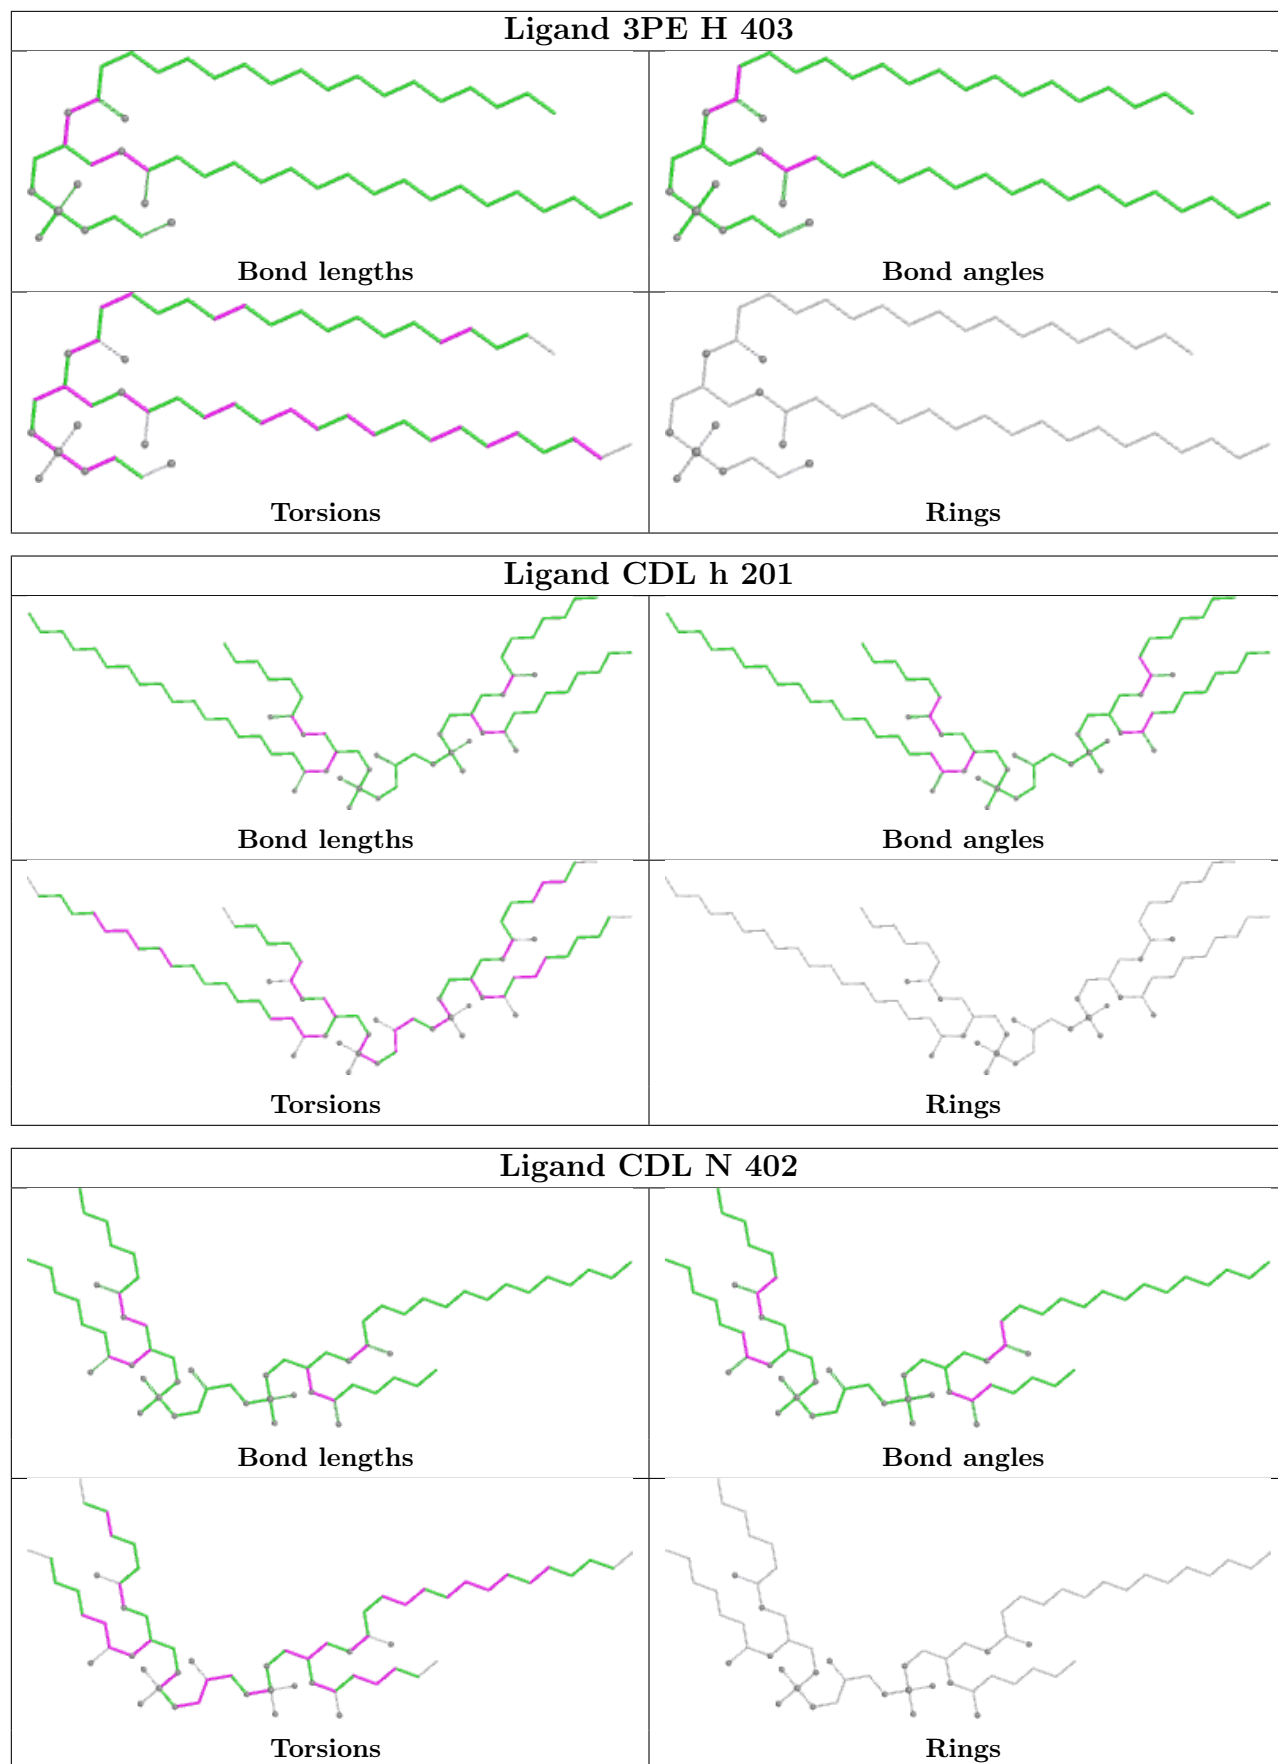 Ligand 3PE H 403
Bond lengths
Bond angles
Torsions
Rings
Ligand CDL h 201
Bond lengths
Bond angles
Torsions
Rings
Ligand CDL N 402
Bond lengths
Bond angles
Torsions
Rings